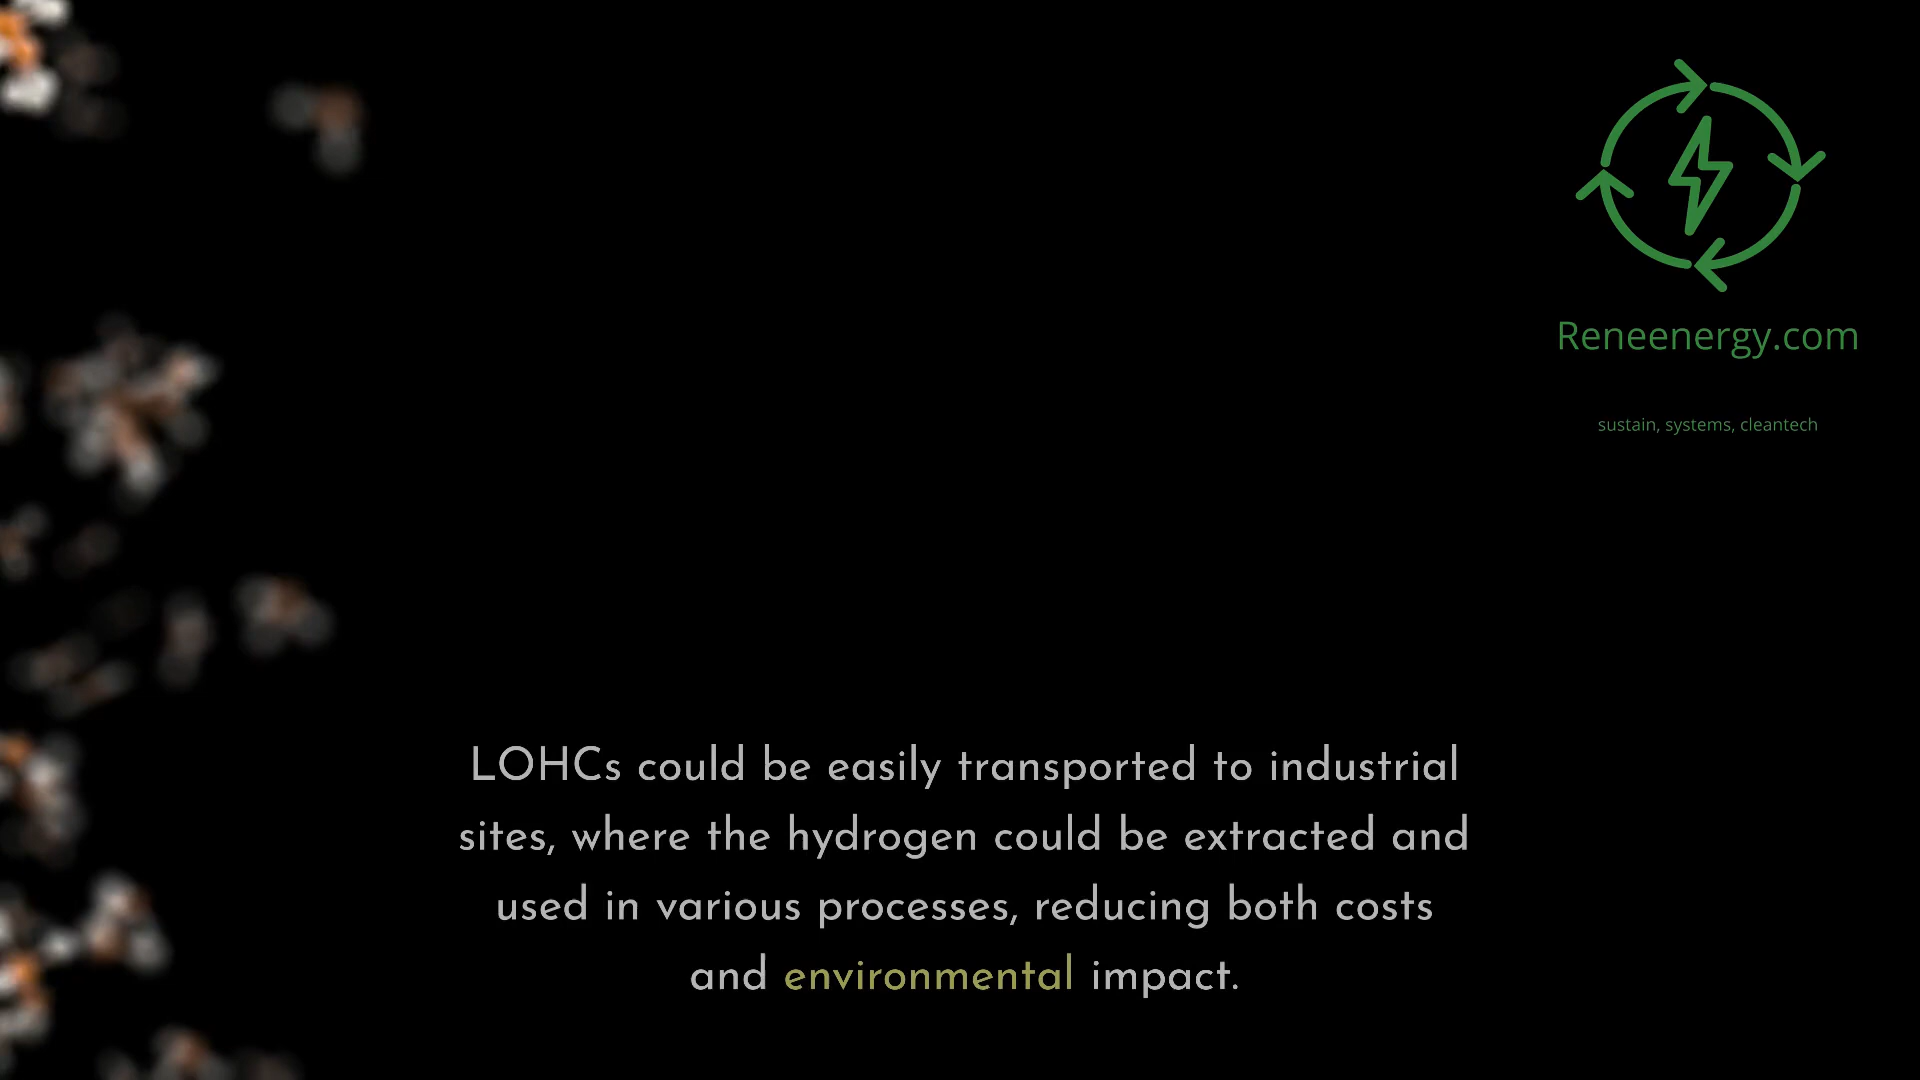 Reneenergy.com
sustain, systems, cleantech
LOHCs could be easily transported to industrial
sites, where the hydrogen could be extracted and
used in various processes, reducing both costs
and environmental impact.